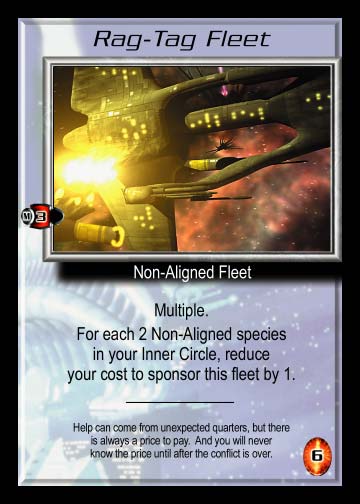 Rag-Tag Fleet
M 3
Non-Aligned Fleet
Multiple.
For each 2 Non-Aligned species
in your Inner Circle, reduce
your cost to sponsor this fleet by 1.
Help can come from unexpected quarters, but there
is always a price to pay. And you will never
know the price until after the conflict is over.
6